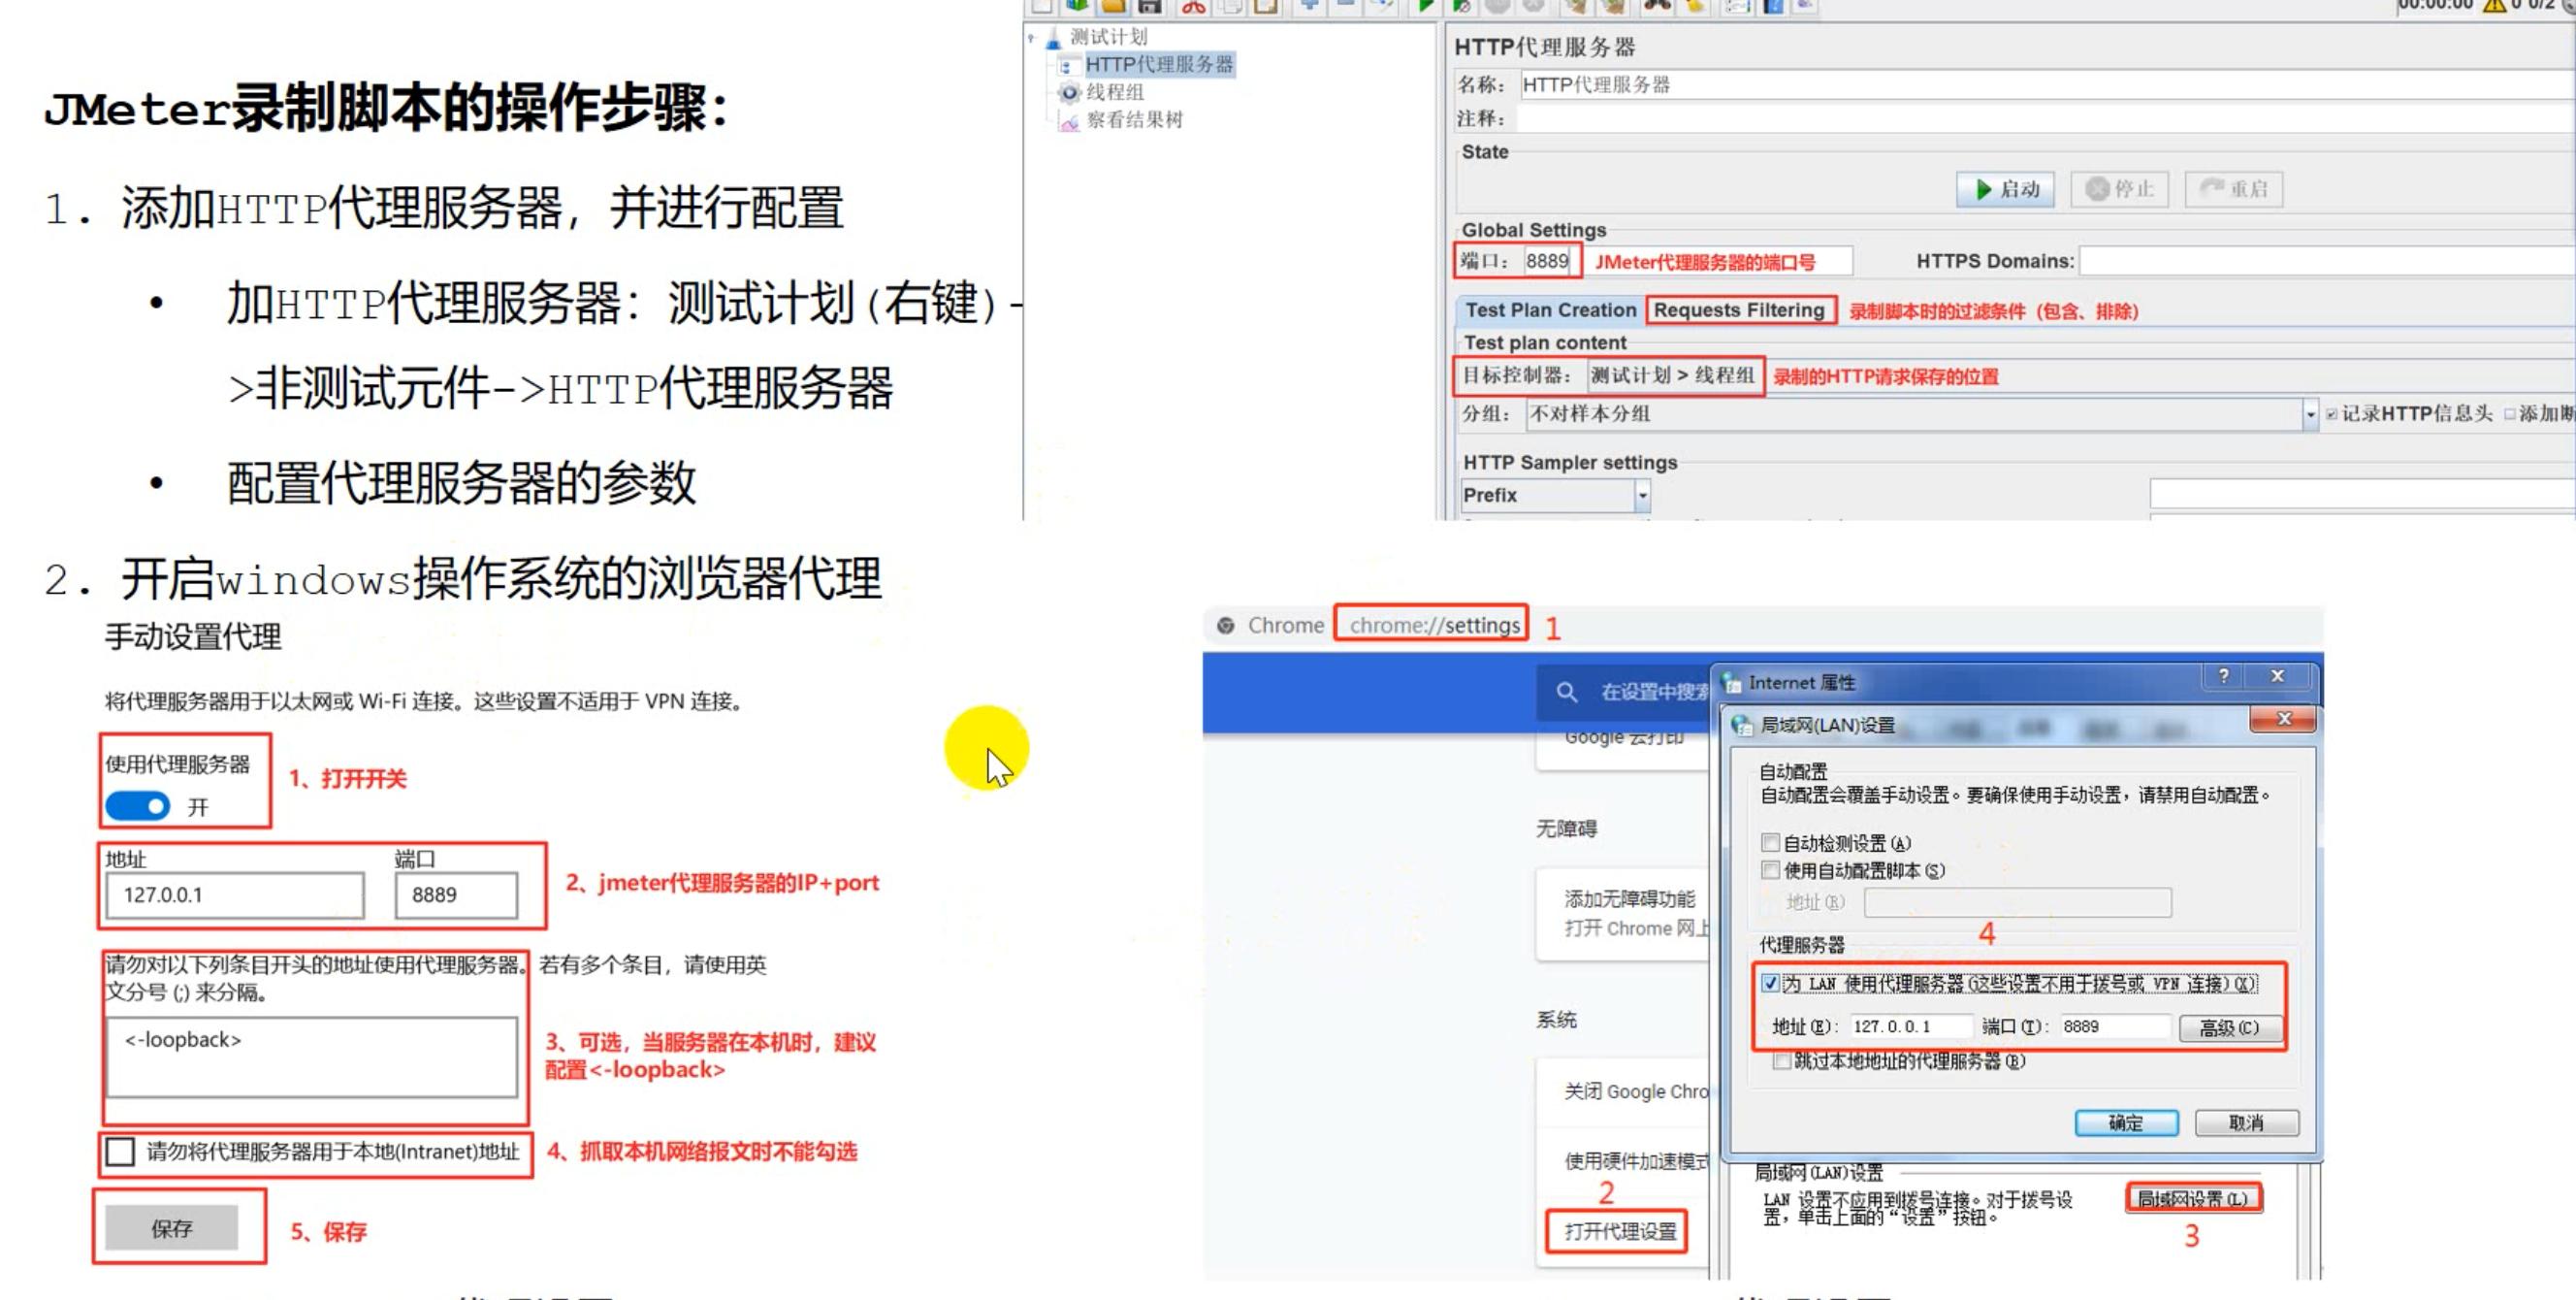 JMeter录制脚本的操作步骤：
1. 添加HTTP代理服务器，并进行配置
• 加HTTP代理服务器：测试计划(右键)-
>非测试元件->HTTP代理服务器
• 配置代理服务器的参数
00:00:00 0 0/2
测试计划
HTTP代理服务器
线程组
察看结果树
HTTP代理服务器
名称： HTTP代理服务器
注释：
State
启动 停止 重启
Global Settings
端口： 8889 JMeter代理服务器的端口号 HTTPS Domains:
Test Plan Creation Requests Filtering 录制脚本时的过滤条件（包含、排除）
Test plan content
目标控制器： 测试计划 > 线程组 录制的HTTP请求保存的位置
分组： 不对样本分组 记录HTTP信息头 添加断
HTTP Sampler settings
Prefix
2. 开启windows操作系统的浏览器代理
手动设置代理
将代理服务器用于以太网或 Wi-Fi 连接。这些设置不适用于 VPN 连接。
使用代理服务器
开
1、打开开关
地址 端口
127.0.0.1 8889
2、jmeter代理服务器的IP+port
请勿对以下列条目开头的地址使用代理服务器。若有多个条目，请使用英
文分号 (;) 来分隔。
<-loopback>
3、可选，当服务器在本机时，建议
配置<-loopback>
请勿将代理服务器用于本地(Intranet)地址
4、抓取本机网络报文时不能勾选
保存
5、保存
Chrome chrome://settings 1
在设置中搜索
Google 云打印
无障碍
添加无障碍功能
打开 Chrome 网上
系统
关闭 Google Chro
使用硬件加速模式
2
打开代理设置
Internet 属性
局域网(LAN)设置
自动配置
自动配置会覆盖手动设置。要确保使用手动设置，请禁用自动配置。
自动检测设置(A)
使用自动配置脚本(S)
地址(R)
4
代理服务器
为 LAN 使用代理服务器(这些设置不用于拨号或 VPN 连接)(X)
地址(E): 127.0.0.1 端口(T): 8889 高级(C)
跳过本地地址的代理服务器(B)
确定 取消
局域网(LAN)设置
LAN 设置不应用到拨号连接。对于拨号设
置，单击上面的“设置”按钮。
局域网设置(L)
3